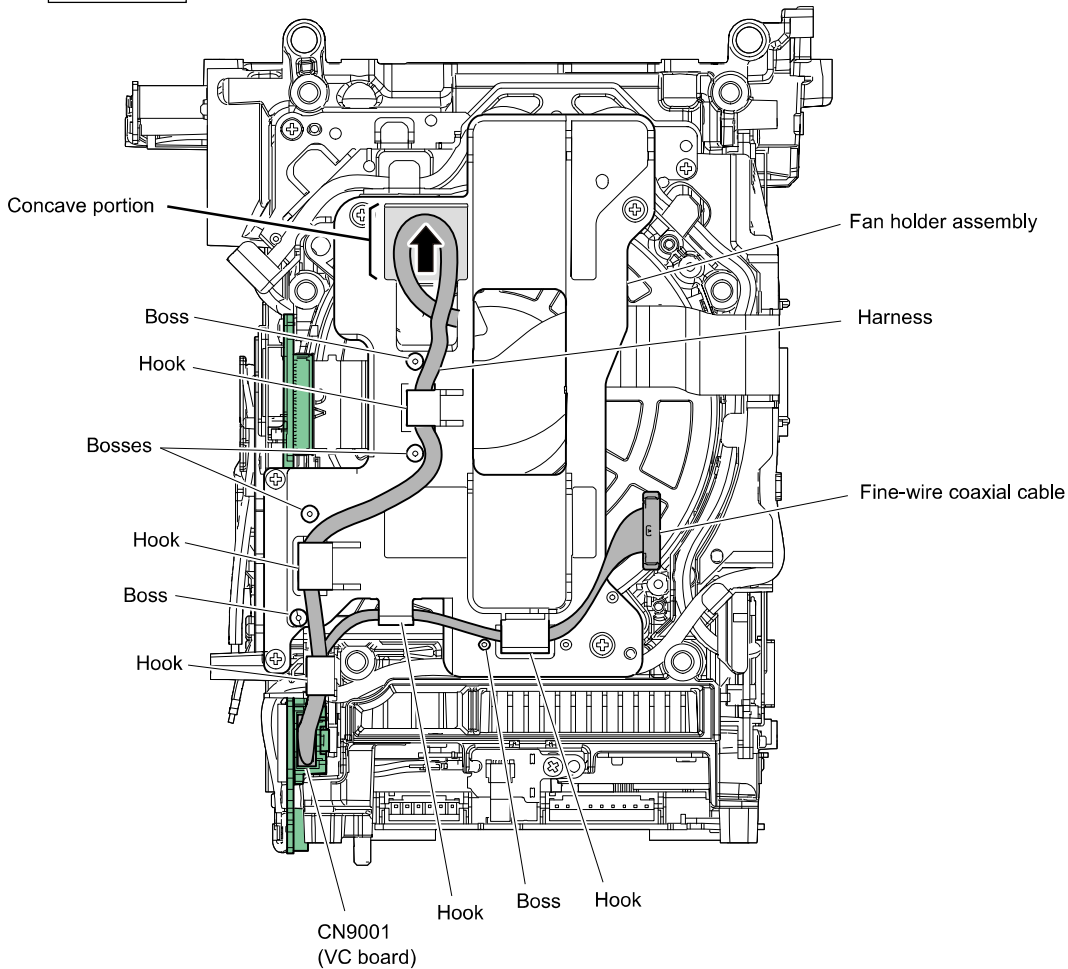 Concave portion
Fan holder assembly
Boss
Harness
Hook
Bosses
Fine-wire coaxial cable
Hook
Boss
Hook
Hook
Boss
Hook
CN9001
(VC board)